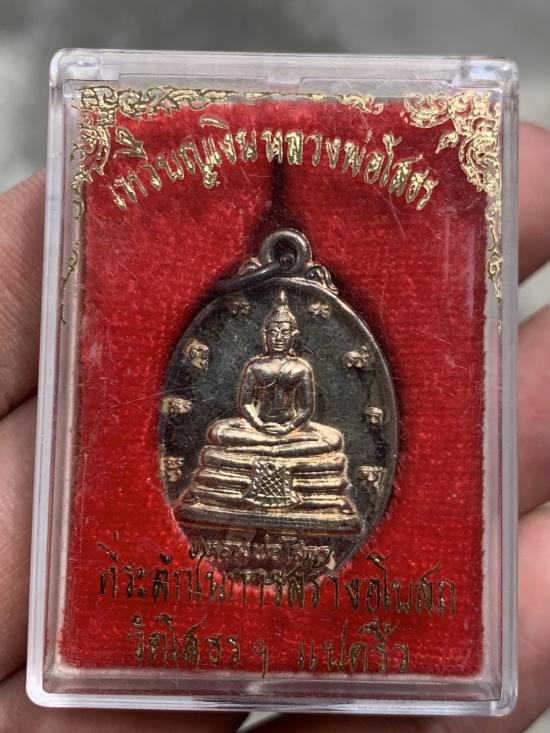 เหรียญเงินหลวงพ่อโสธร
หลวงพ่อโสธร
ที่ระลึกในการสร้างอุโบสถ
วัดโสธรฯ แปดริ้ว